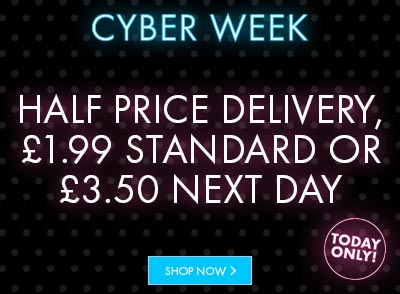 CYBER WEEK
HALF PRICE DELIVERY,
£1.99 STANDARD OR
£3.50 NEXT DAY
TODAY
ONLY!
SHOP NOW >